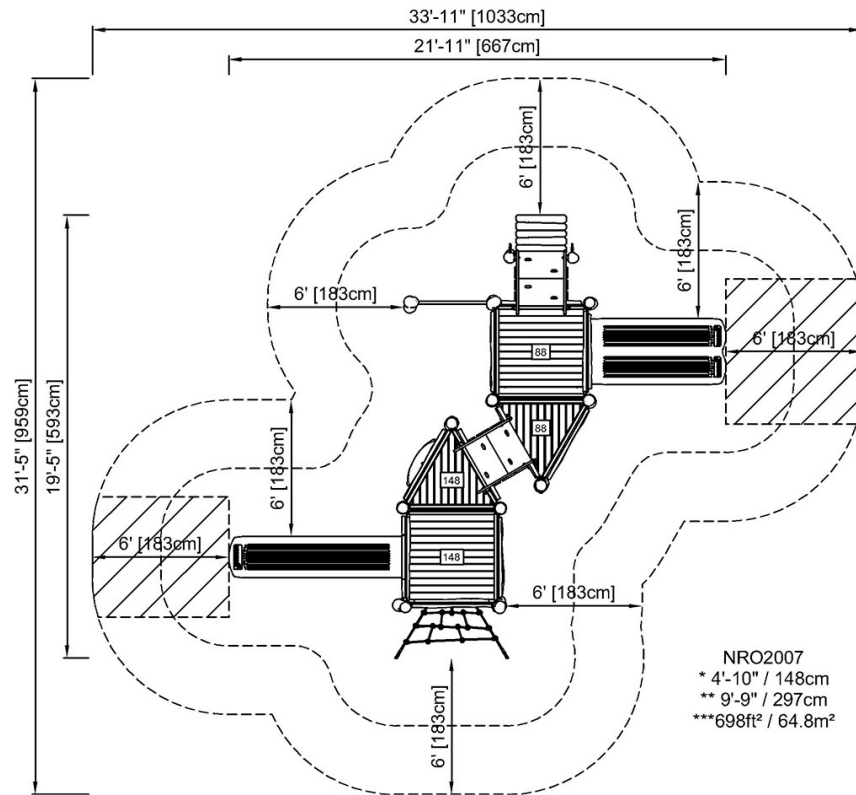 33'-11" [1033cm]
21'-11" [667cm]
6' [183cm]
6' [183cm]
6' [183cm]
6' [183cm]
88
88
31'-5" [959cm]
19'-5" [593cm]
6' [183cm]
148
148
6' [183cm]
6' [183cm]
6' [183cm]
NRO2007
* 4'-10" / 148cm
** 9'-9" / 297cm
***698ft² / 64.8m²